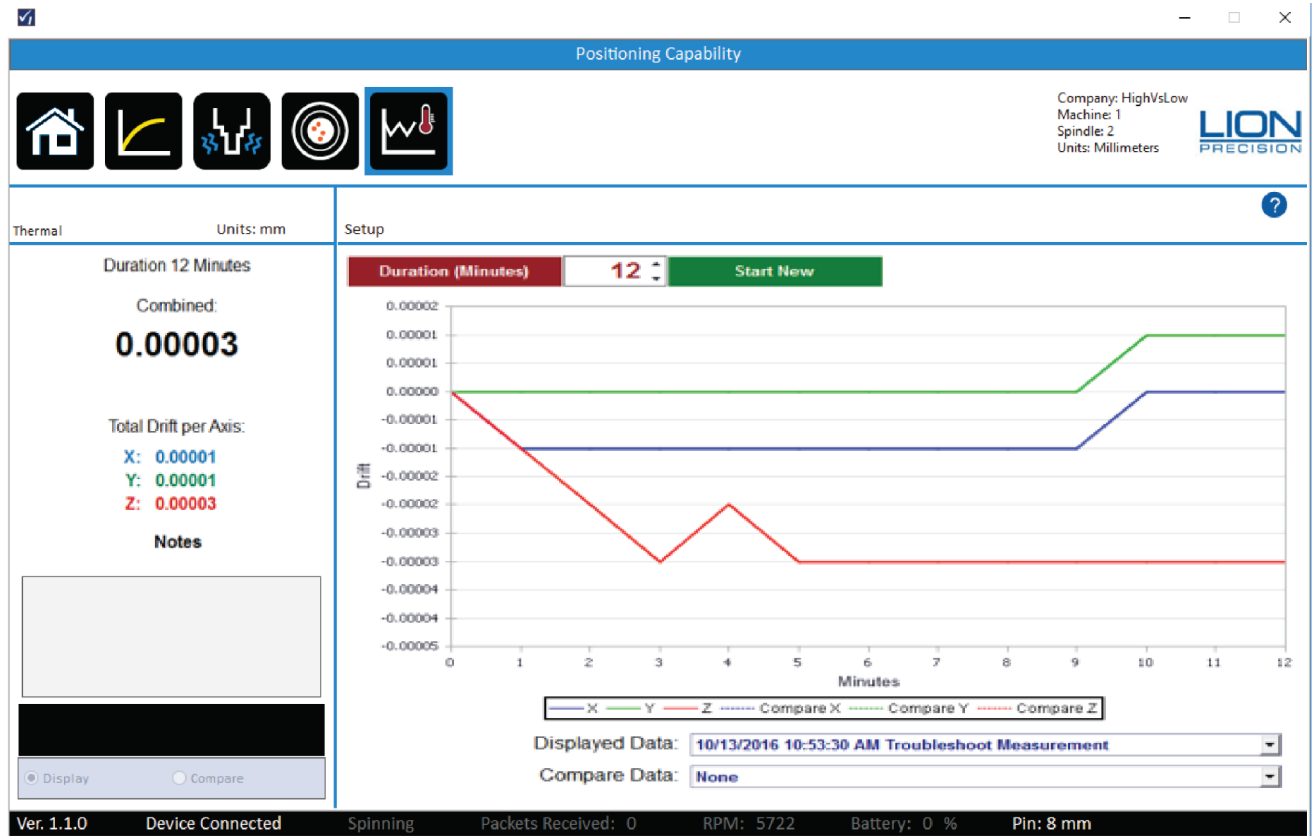 Positioning Capability
Company: HighVsLow
Machine: 1
Spindle: 2
Units: Millimeters
LION
PRECISION
?
Thermal Units: mm
Setup
Duration 12 Minutes
Combined:
0.00003
Total Drift per Axis:
X: 0.00001
Y: 0.00001
Z: 0.00003
Notes
Display Compare
Duration (Minutes) 12 Start New
0.00002
0.00001
0.00001
0.00000
-0.00001
-0.00001
-0.00002
-0.00002
-0.00003
-0.00003
-0.00004
-0.00004
-0.00005
Drift
0 1 2 3 4 5 6 7 8 9 10 11 12
Minutes
X Y Z Compare X Compare Y Compare Z
Displayed Data: 10/13/2016 10:53:30 AM Troubleshoot Measurement
Compare Data: None
Ver. 1.1.0 Device Connected Spinning Packets Received: 0 RPM: 5722 Battery: 0 % Pin: 8 mm